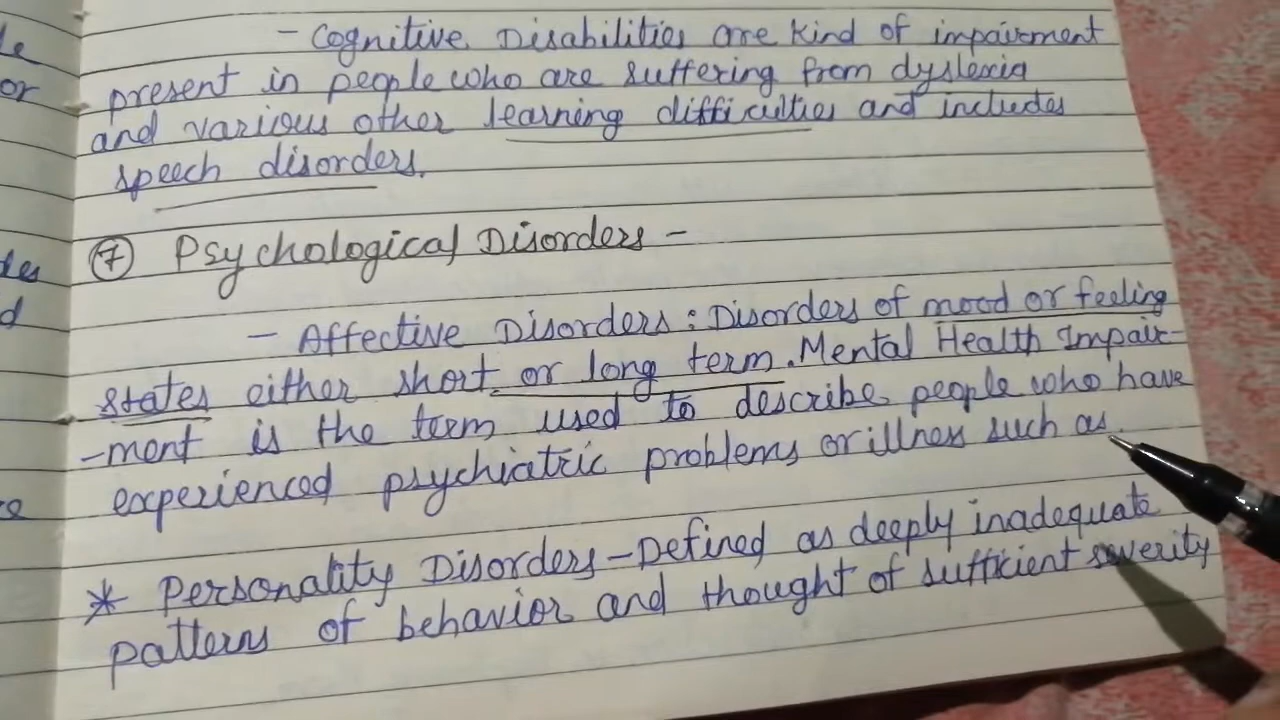 - Cognitive Disabilities are kind of impairment
present in people who are suffering from dyslexia
and various other learning difficulties and includes
speech disorders.
⑦ Psychological Disorders -
- Affective Disorders : Disorders of mood or feeling
states either short or long term. Mental Health Impair-
-ment is the term used to describe people who have
experienced psychiatric problems or illness such as
* Personality Disorders - Defined as deeply inadequate
patterns of behavior and thought of sufficient severity